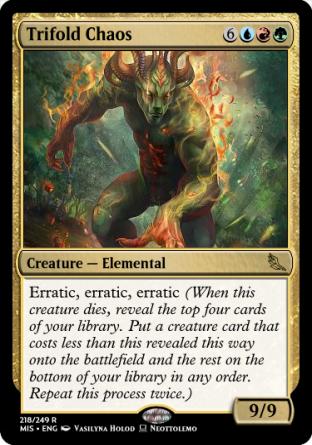 Trifold Chaos 6
Creature — Elemental
Erratic, erratic, erratic (When this
creature dies, reveal the top four cards
of your library. Put a creature card that
costs less than this revealed this way
onto the battlefield and the rest on the
bottom of your library in any order.
Repeat this process twice.)
9/9
218/249 R
MIS • ENG Vasilyna Holod Neottolemo